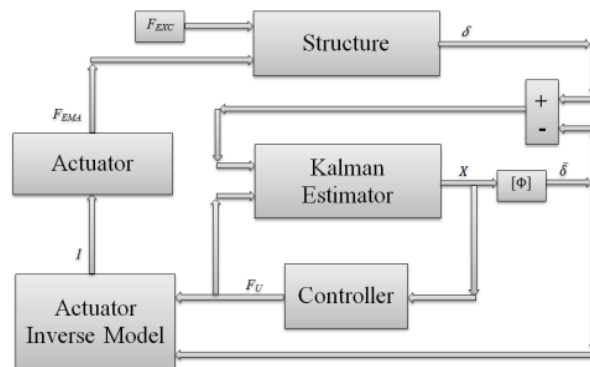 F_EXC
Structure
δ
F_EMA
+
-
Actuator
Kalman
Estimator
X
[Φ]
δ̄
I
Actuator
Inverse Model
F_U
Controller